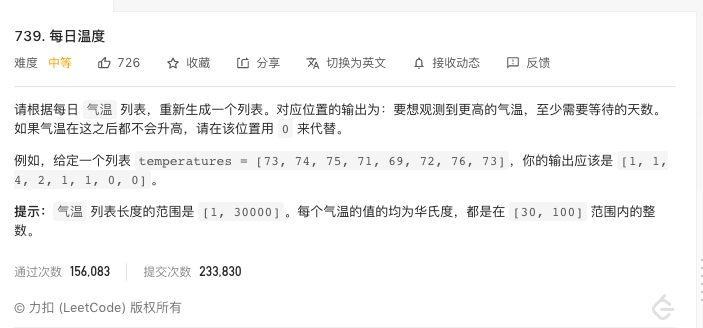 739. 每日温度
难度 中等 726 收藏 分享 切换为英文 接收动态 反馈
请根据每日 气温 列表，重新生成一个列表。对应位置的输出为：要想观测到更高的气温，至少需要等待的天数。
如果气温在这之后都不会升高，请在该位置用 0 来代替。
例如，给定一个列表 temperatures = [73, 74, 75, 71, 69, 72, 76, 73]，你的输出应该是 [1, 1,
4, 2, 1, 1, 0, 0]。
提示：气温 列表长度的范围是 [1, 30000]。每个气温的值的均为华氏度，都是在 [30, 100] 范围内的整
数。
通过次数 156,083 提交次数 233,830
© 力扣 (LeetCode) 版权所有